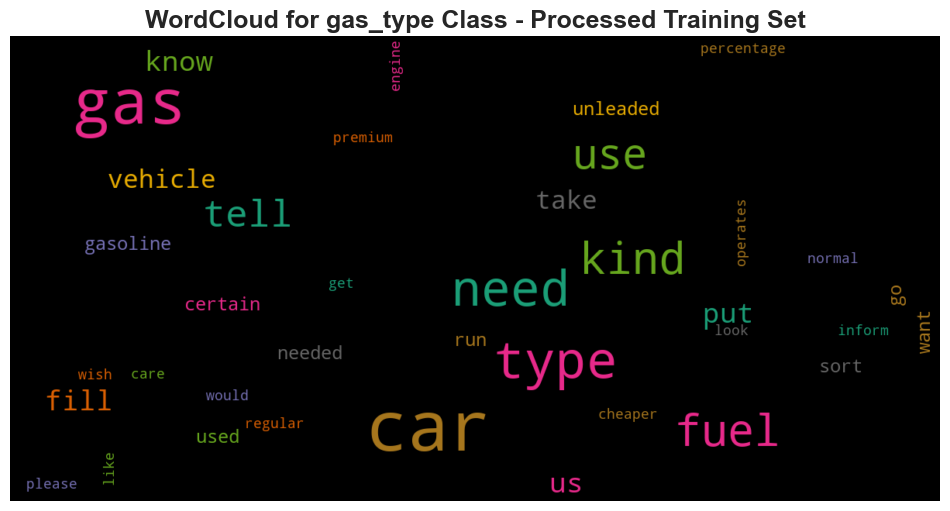 WordCloud for gas_type Class - Processed Training Set
know
engine
percentage
gas
unleaded
premium
use
vehicle
take
tell
gasoline
operates
kind
normal
get
need
go
certain
put
look
inform
want
run
needed
type
sort
wish
care
would
fill
regular
cheaper
used
car
fuel
like
please
us